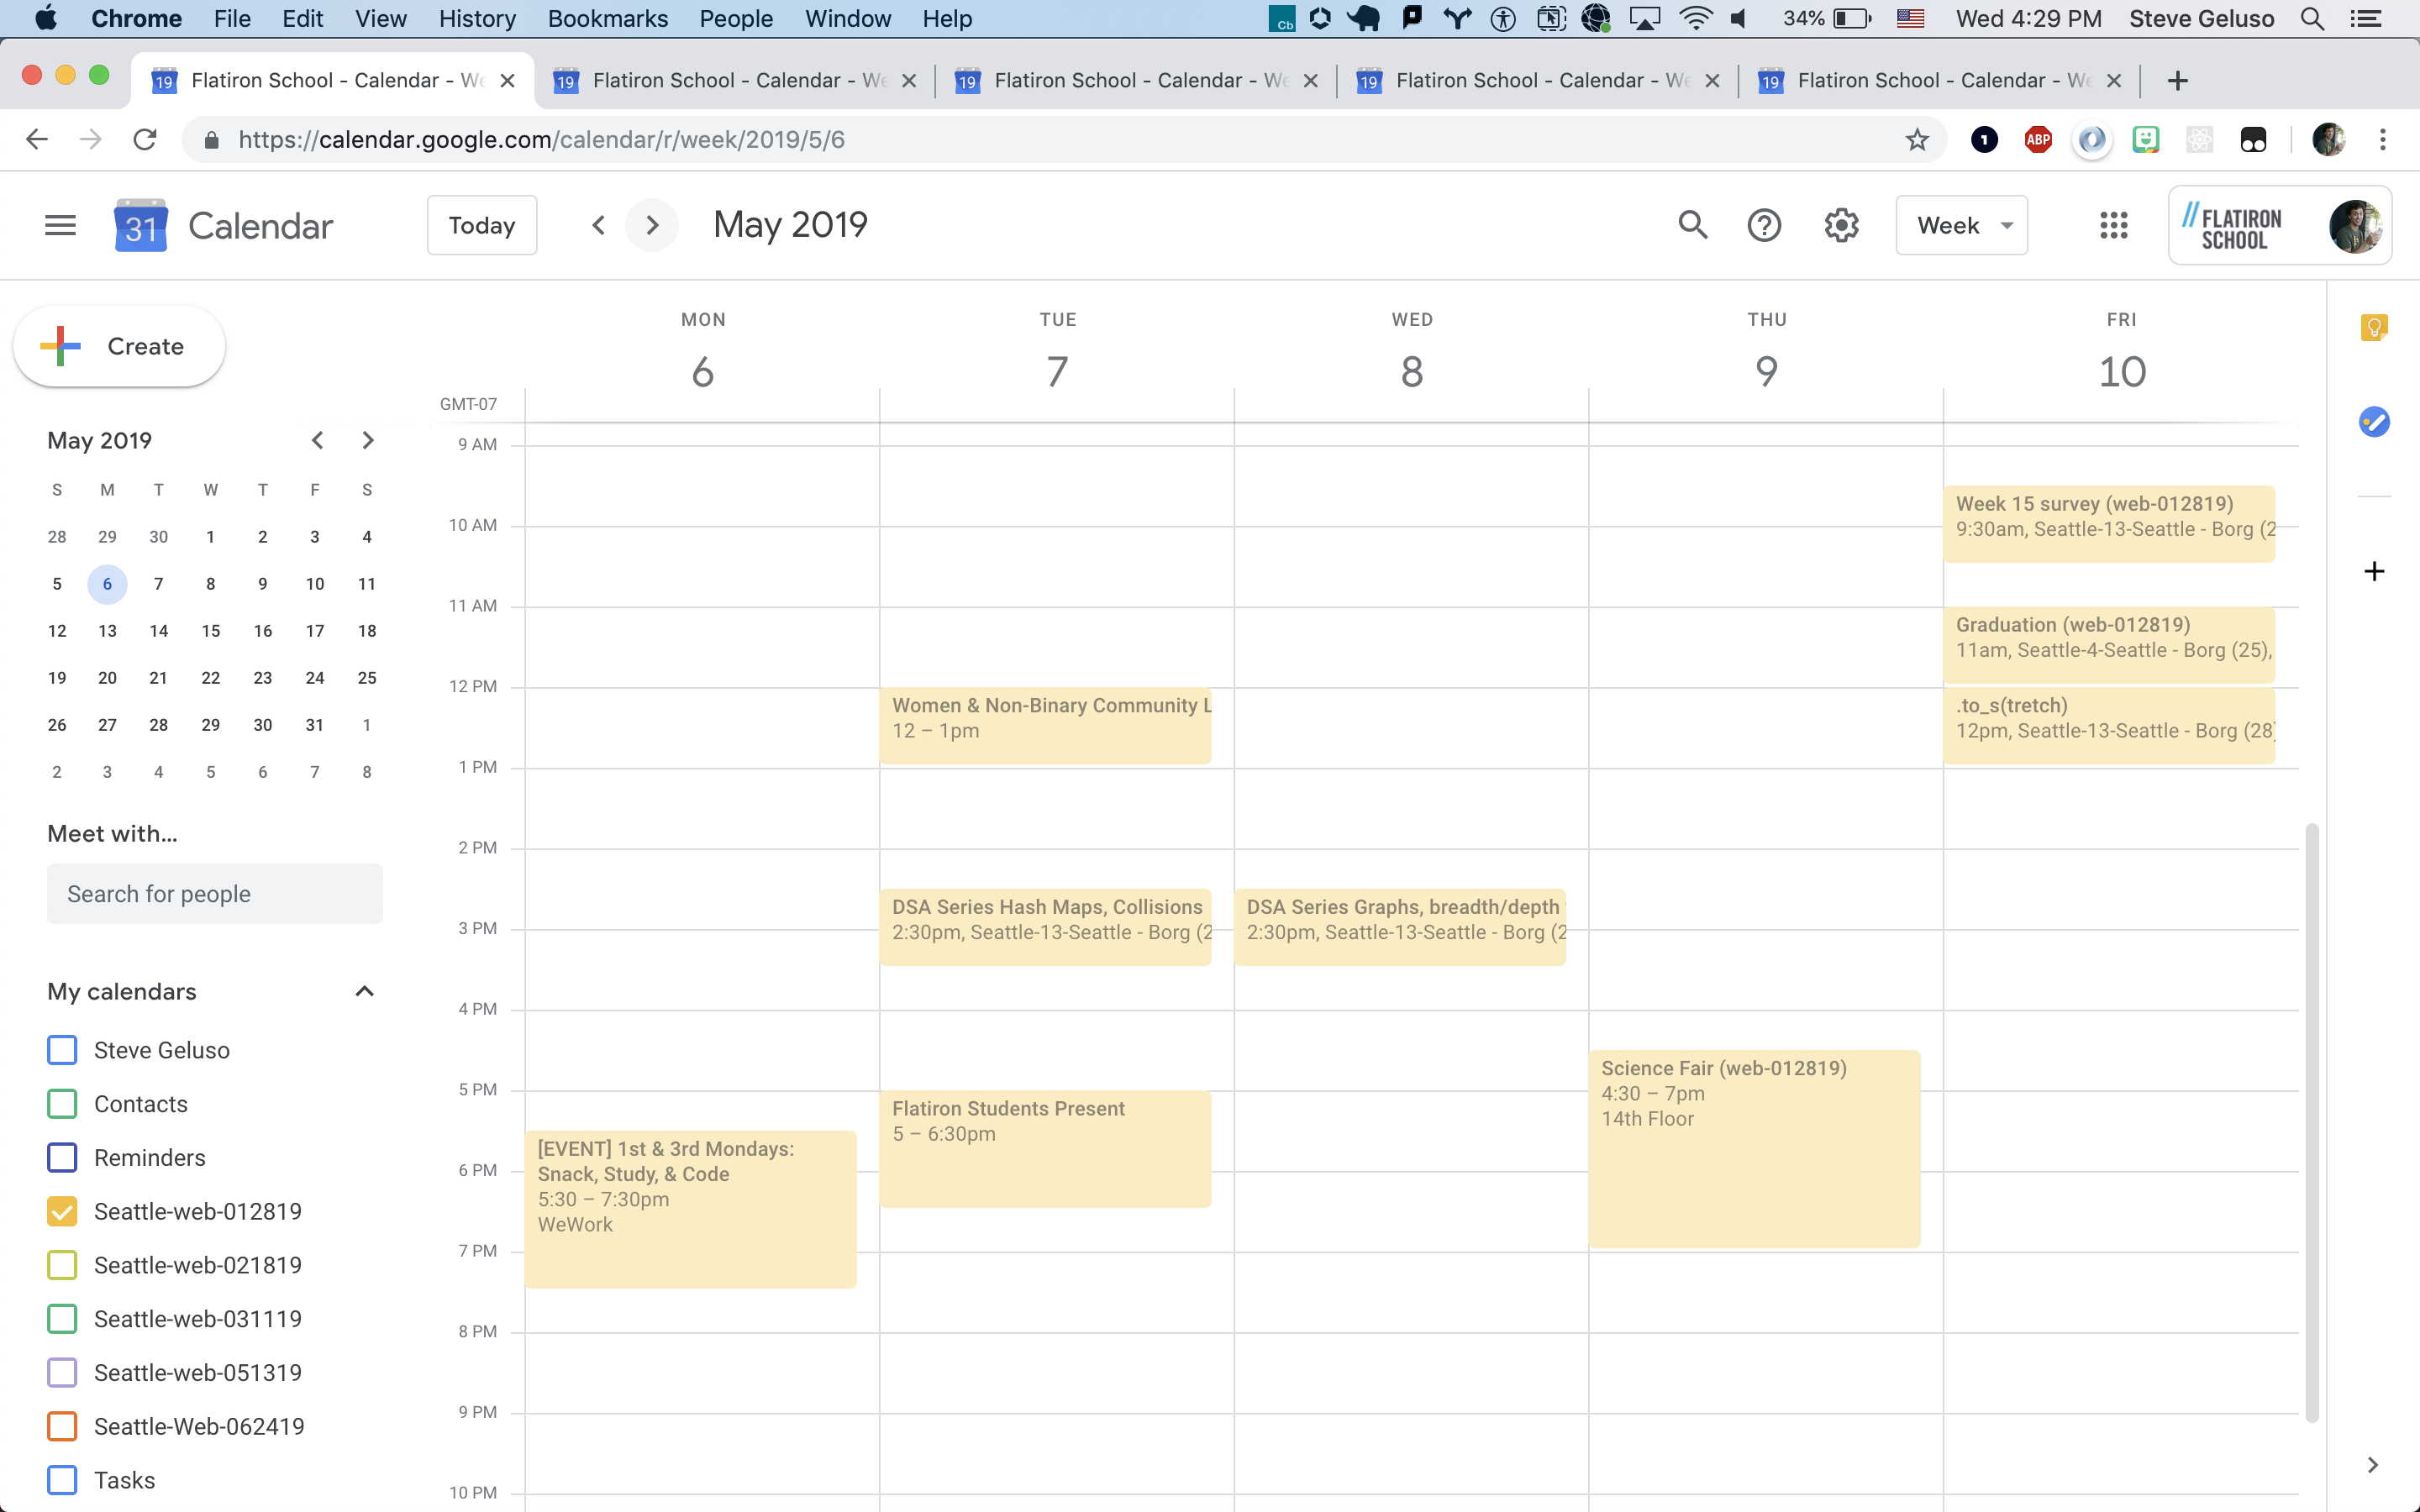 Chrome File Edit View History Bookmarks People Window Help Cb 34% Wed 4:29 PM Steve Geluso
19 Flatiron School - Calendar - We 19 Flatiron School - Calendar - We 19 Flatiron School - Calendar - We 19 Flatiron School - Calendar - We 19 Flatiron School - Calendar - We
https://calendar.google.com/calendar/r/week/2019/5/6 1 ABP
31 Calendar Today May 2019 Week FLATIRON SCHOOL
Create
MON TUE WED THU FRI
6 7 8 9 10
GMT-07
May 2019
S M T W T F S
28 29 30 1 2 3 4
5 6 7 8 9 10 11
12 13 14 15 16 17 18
19 20 21 22 23 24 25
26 27 28 29 30 31 1
2 3 4 5 6 7 8
Meet with...
Search for people
My calendars
Steve Geluso
Contacts
Reminders
Seattle-web-012819
Seattle-web-021819
Seattle-web-031119
Seattle-web-051319
Seattle-Web-062419
Tasks
9 AM
10 AM
11 AM
12 PM
1 PM
2 PM
3 PM
4 PM
5 PM
6 PM
7 PM
8 PM
9 PM
10 PM
[EVENT] 1st & 3rd Mondays:
Snack, Study, & Code
5:30 – 7:30pm
WeWork
Women & Non-Binary Community L
12 – 1pm
DSA Series Hash Maps, Collisions
2:30pm, Seattle-13-Seattle - Borg (2
Flatiron Students Present
5 – 6:30pm
DSA Series Graphs, breadth/depth
2:30pm, Seattle-13-Seattle - Borg (2
Science Fair (web-012819)
4:30 – 7pm
14th Floor
Week 15 survey (web-012819)
9:30am, Seattle-13-Seattle - Borg (2
Graduation (web-012819)
11am, Seattle-4-Seattle - Borg (25),
.to_s(tretch)
12pm, Seattle-13-Seattle - Borg (28)